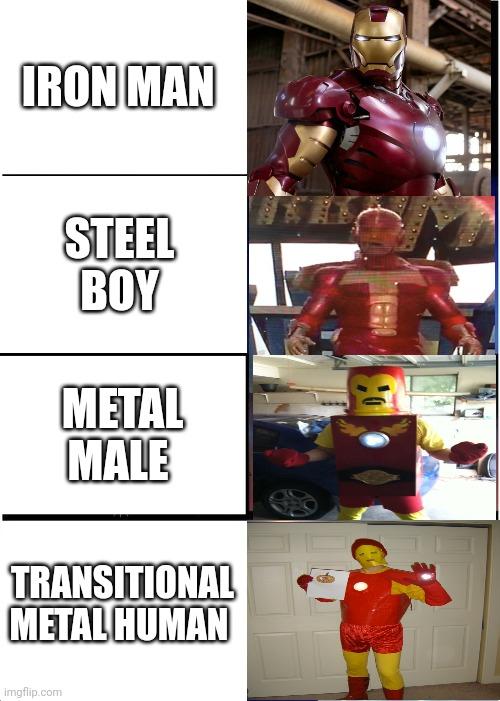 IRON MAN
STEEL
BOY
METAL
MALE
TRANSITIONAL
METAL HUMAN
imgflip.com